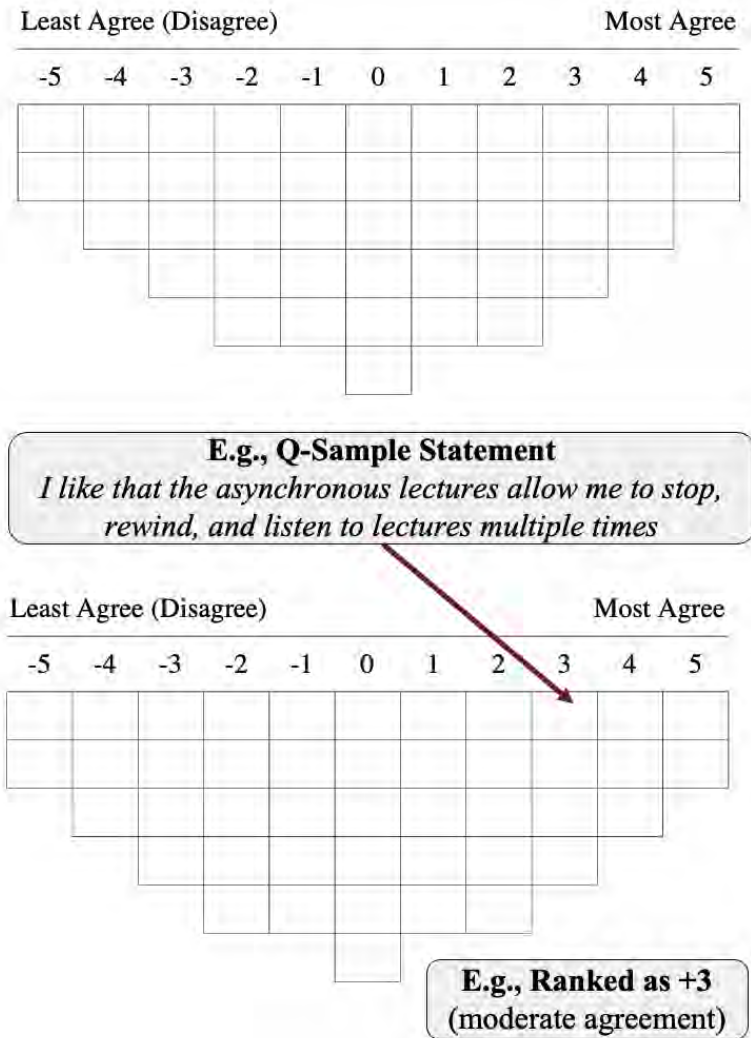 Least Agree (Disagree) Most Agree
-5 -4 -3 -2 -1 0 1 2 3 4 5
E.g., Q-Sample Statement
I like that the asynchronous lectures allow me to stop,
rewind, and listen to lectures multiple times
Least Agree (Disagree) Most Agree
-5 -4 -3 -2 -1 0 1 2 3 4 5
E.g., Ranked as +3
(moderate agreement)